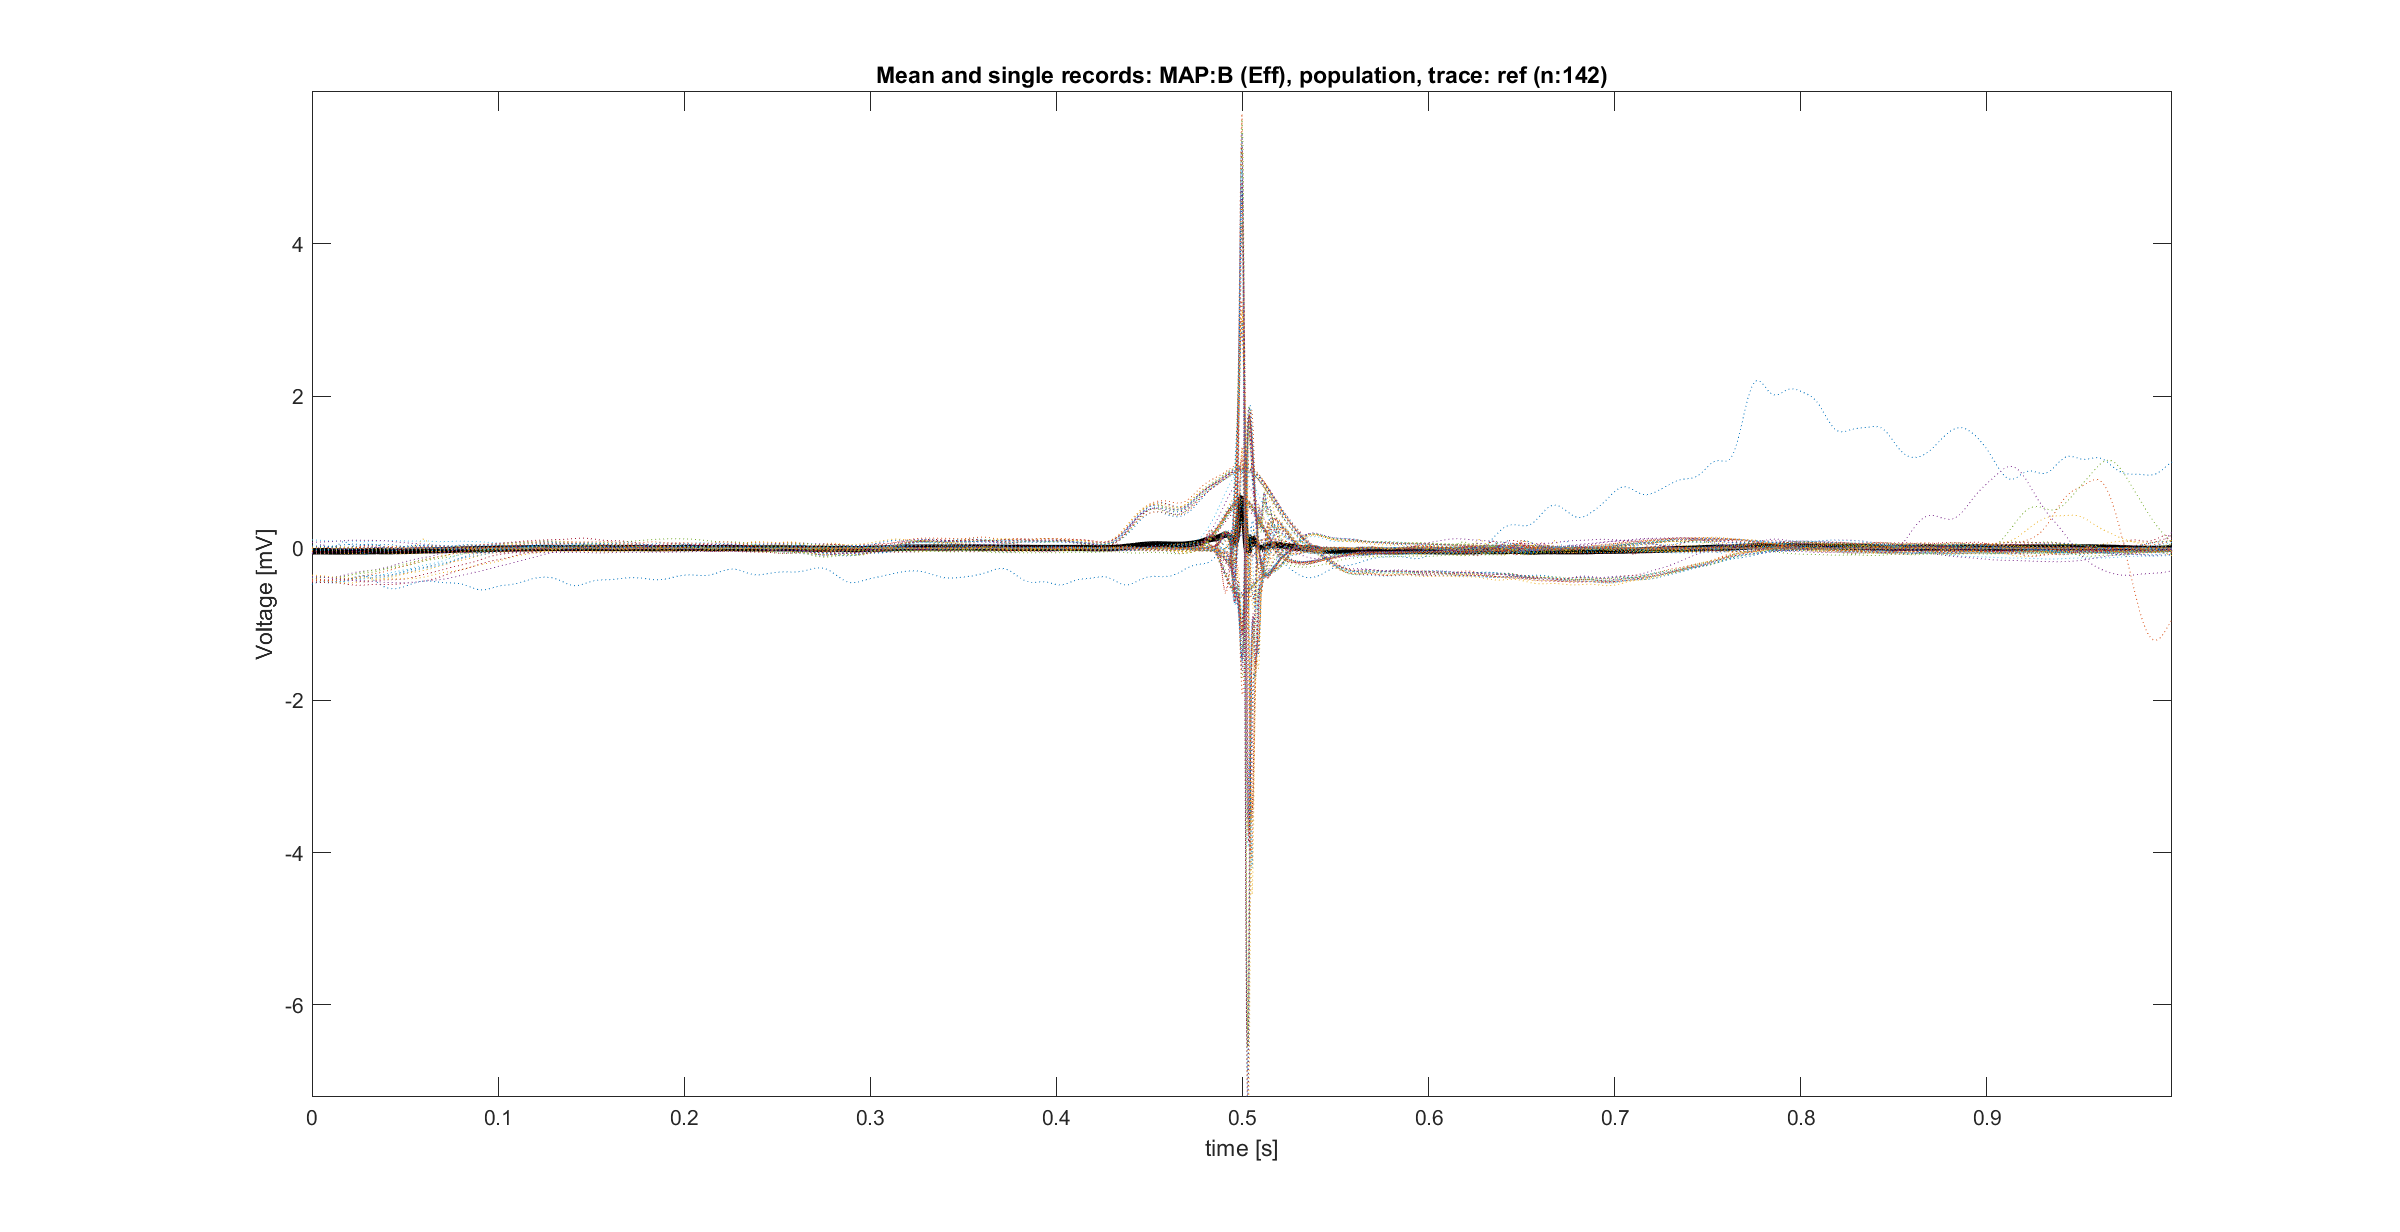 Mean and single records: MAP:B (Eff), population, trace: ref (n:142)
Voltage [mV]
4
2
0
-2
-4
-6
0 0.1 0.2 0.3 0.4 0.5 0.6 0.7 0.8 0.9
time [s]